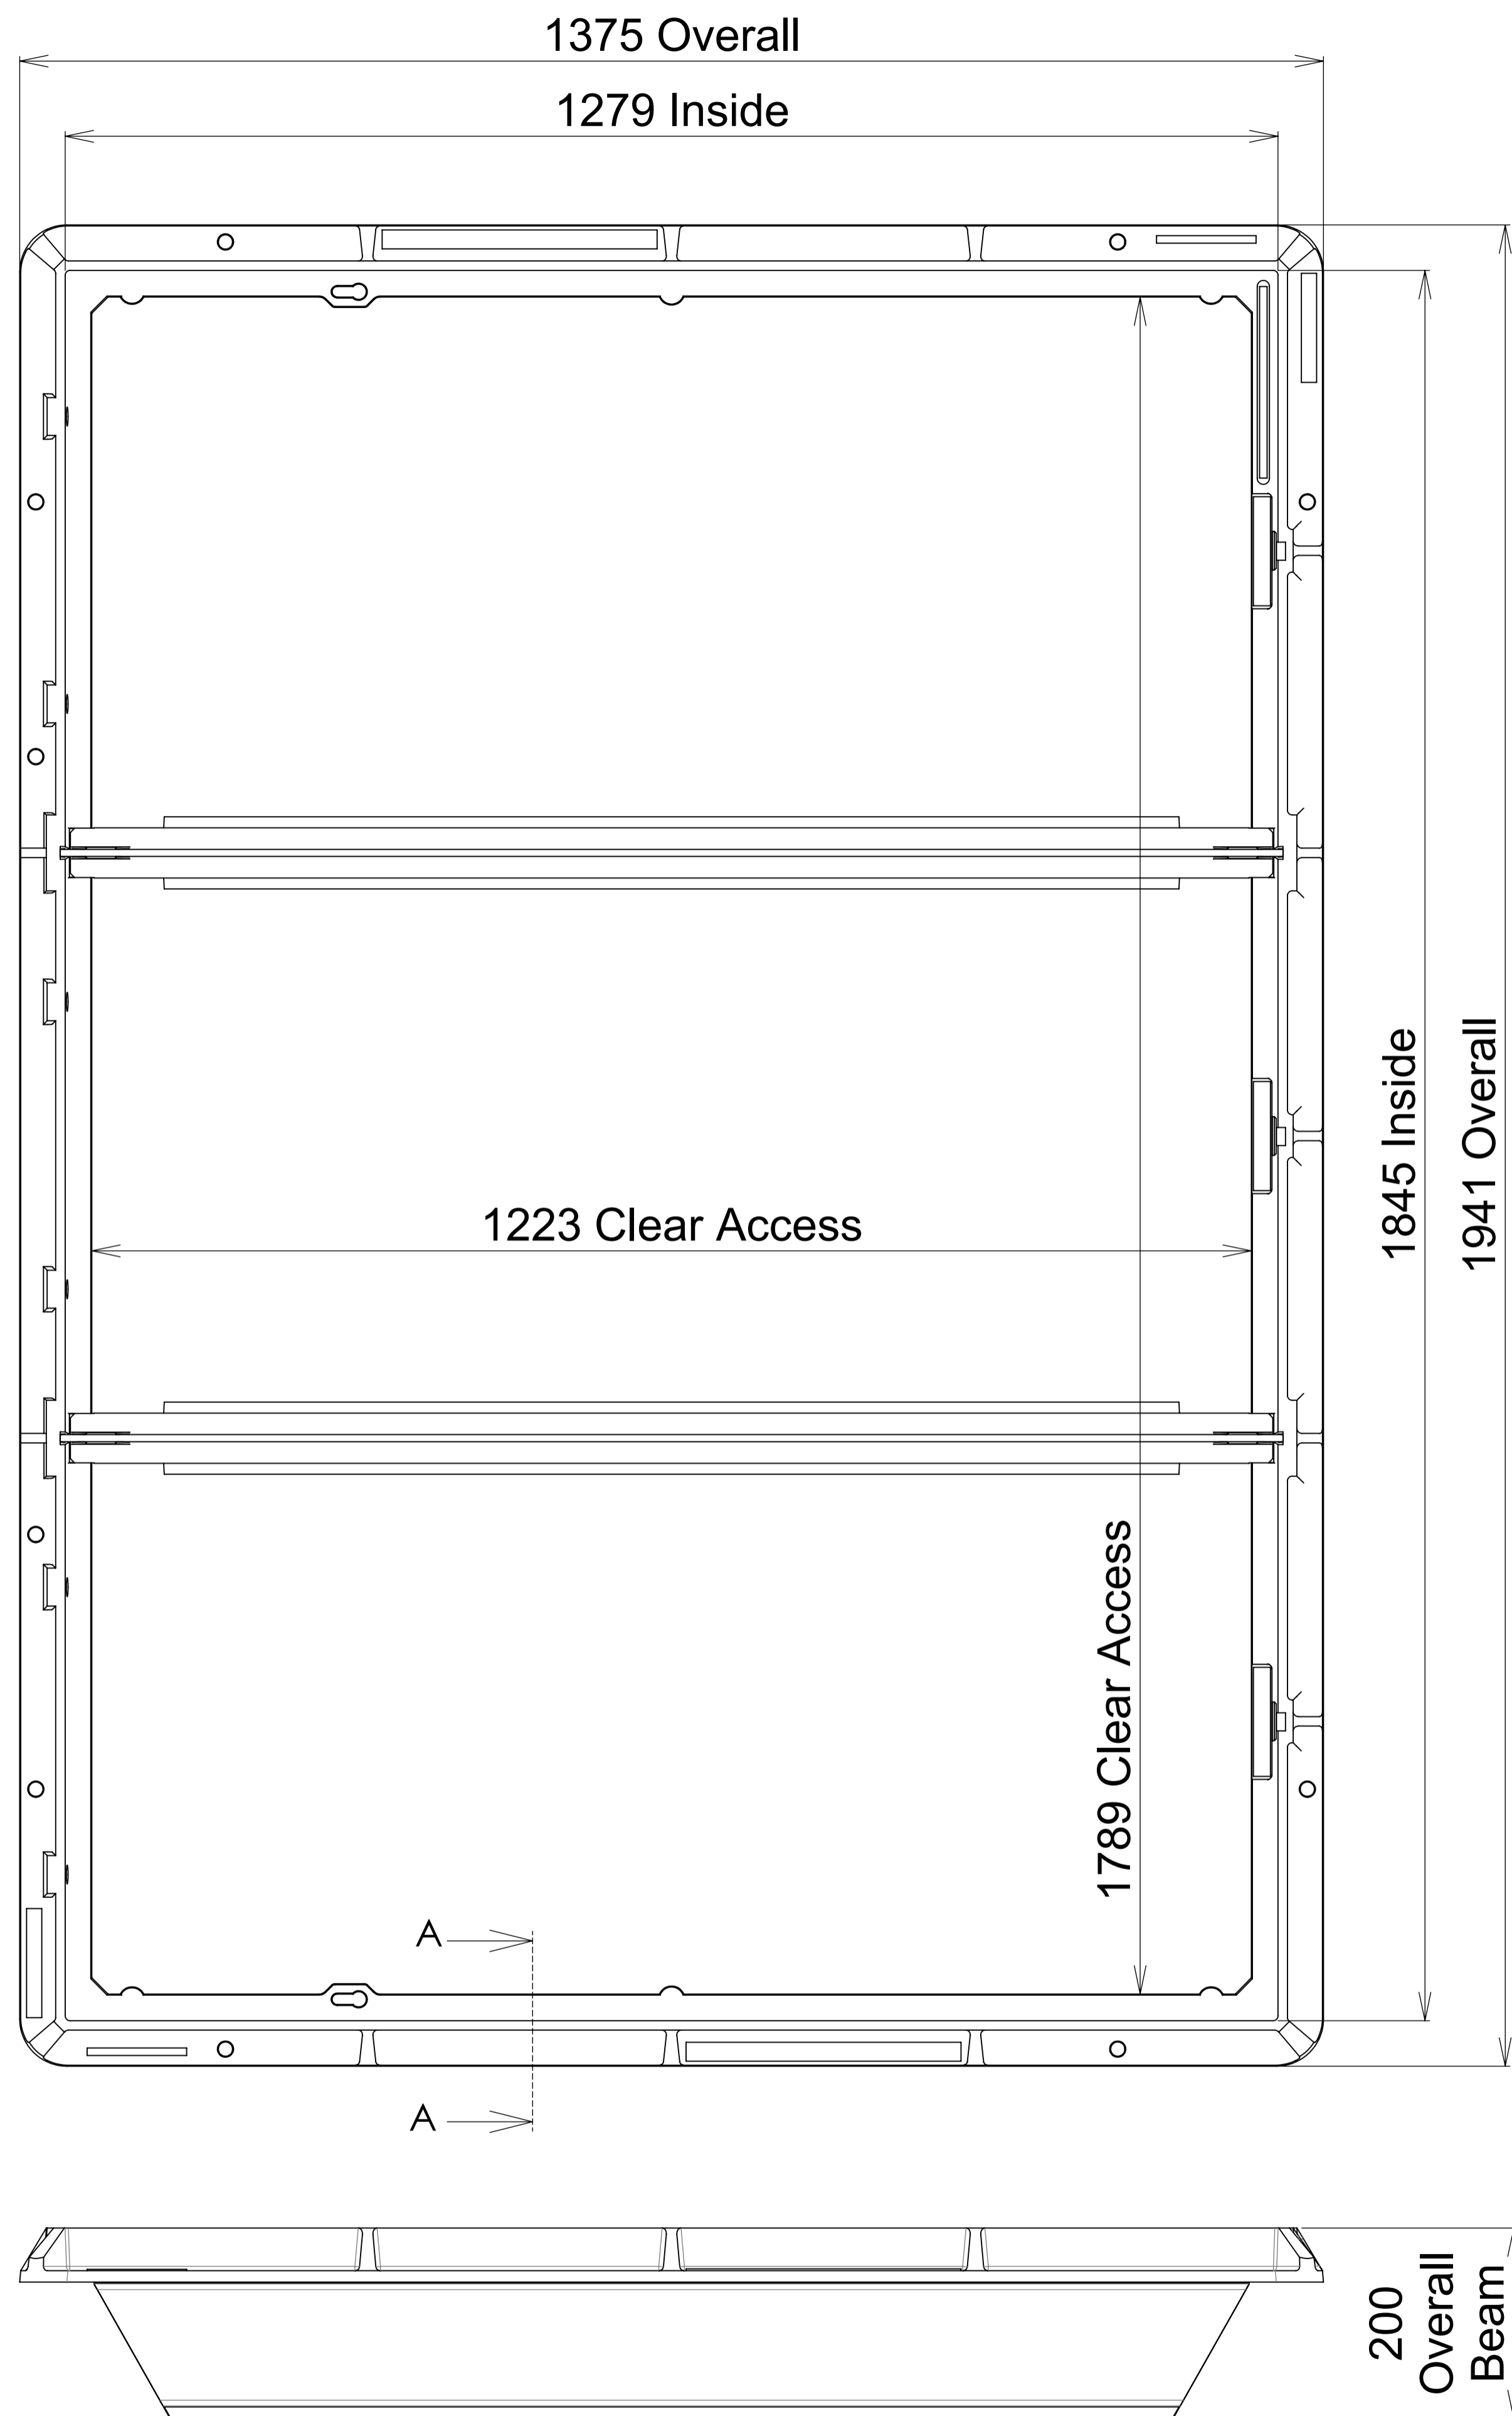 1375 Overall
1279 Inside
1845 Inside
1941 Overall
1223 Clear Access
1789 Clear Access
A
A
200
Overall
Beam